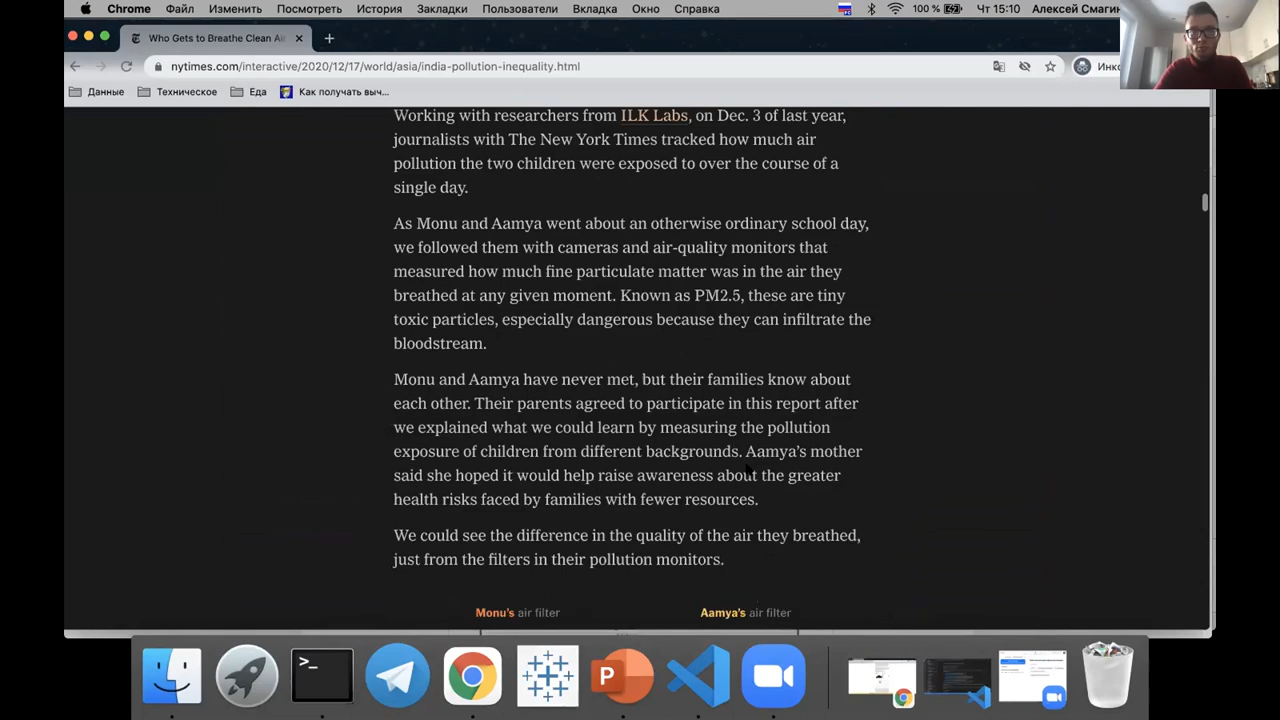 Chrome Файл Изменить Посмотреть История Закладки Пользователи Вкладка Окно Справка 100 % Чт 15:10 Алексей Смагин
Who Gets to Breathe Clean Ai
nytimes.com/interactive/2020/12/17/world/asia/india-pollution-inequality.html Инко
Данные Техническое Еда Как получать выч...
Working with researchers from ILK Labs, on Dec. 3 of last year,
journalists with The New York Times tracked how much air
pollution the two children were exposed to over the course of a
single day.
As Monu and Aamya went about an otherwise ordinary school day,
we followed them with cameras and air-quality monitors that
measured how much fine particulate matter was in the air they
breathed at any given moment. Known as PM2.5, these are tiny
toxic particles, especially dangerous because they can infiltrate the
bloodstream.
Monu and Aamya have never met, but their families know about
each other. Their parents agreed to participate in this report after
we explained what we could learn by measuring the pollution
exposure of children from different backgrounds. Aamya's mother
said she hoped it would help raise awareness about the greater
health risks faced by families with fewer resources.
We could see the difference in the quality of the air they breathed,
just from the filters in their pollution monitors.
Monu's air filter Aamya's air filter
>_ P